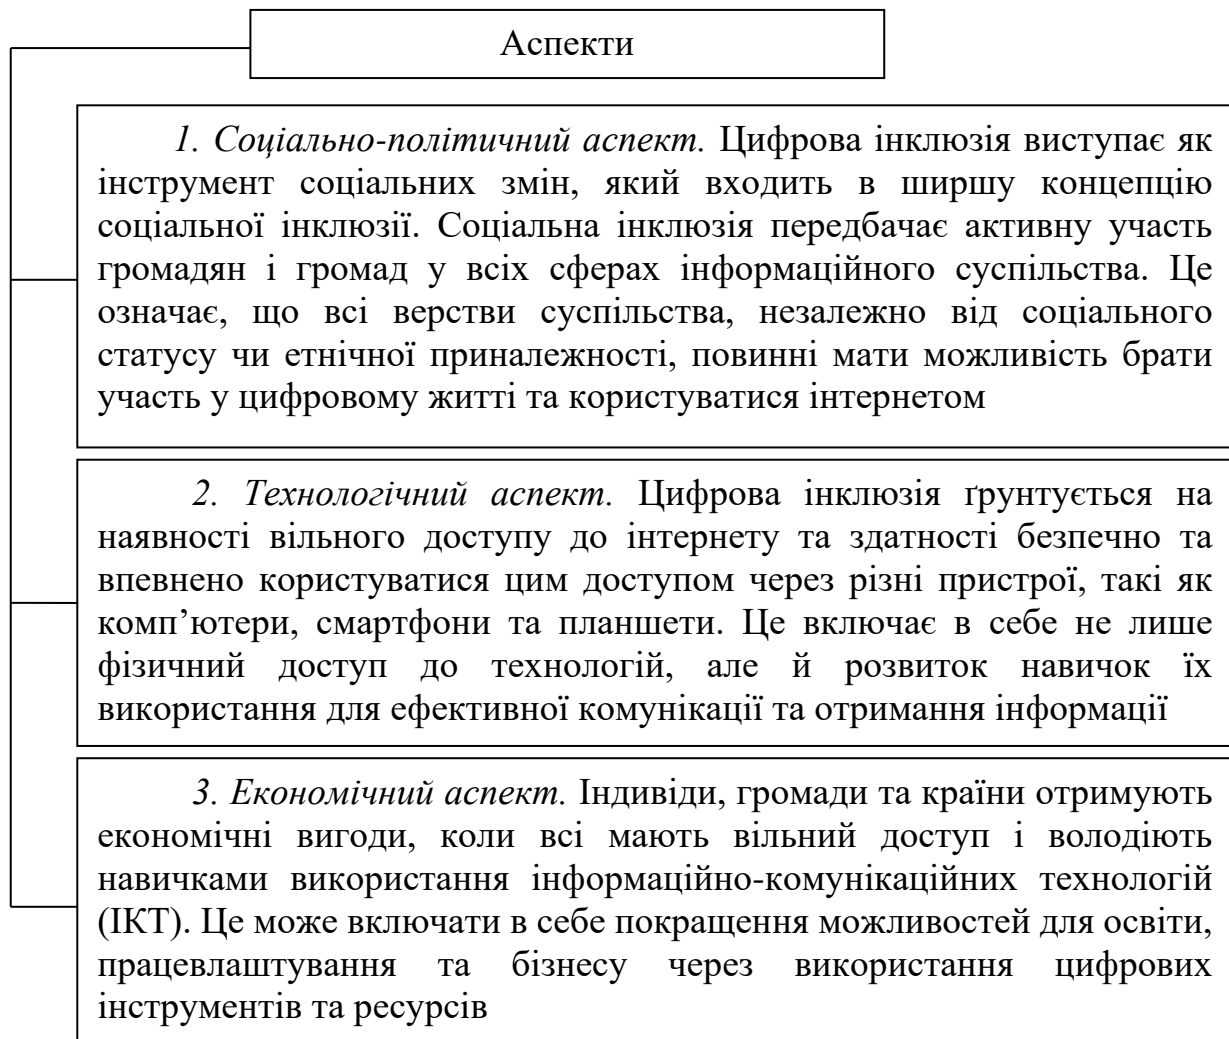 Аспекти
1. Соціально-політичний аспект. Цифрова інклюзія виступає як
інструмент соціальних змін, який входить в ширшу концепцію
соціальної інклюзії. Соціальна інклюзія передбачає активну участь
громадян і громад у всіх сферах інформаційного суспільства. Це
означає, що всі верстви суспільства, незалежно від соціального
статусу чи етнічної приналежності, повинні мати можливість брати
участь у цифровому житті та користуватися інтернетом
2. Технологічний аспект. Цифрова інклюзія ґрунтується на
наявності вільного доступу до інтернету та здатності безпечно та
впевнено користуватися цим доступом через різні пристрої, такі як
комп’ютери, смартфони та планшети. Це включає в себе не лише
фізичний доступ до технологій, але й розвиток навичок їх
використання для ефективної комунікації та отримання інформації
3. Економічний аспект. Індивіди, громади та країни отримують
економічні вигоди, коли всі мають вільний доступ і володіють
навичками використання інформаційно-комунікаційних технологій
(ІКТ). Це може включати в себе покращення можливостей для освіти,
працевлаштування та бізнесу через використання цифрових
інструментів та ресурсів